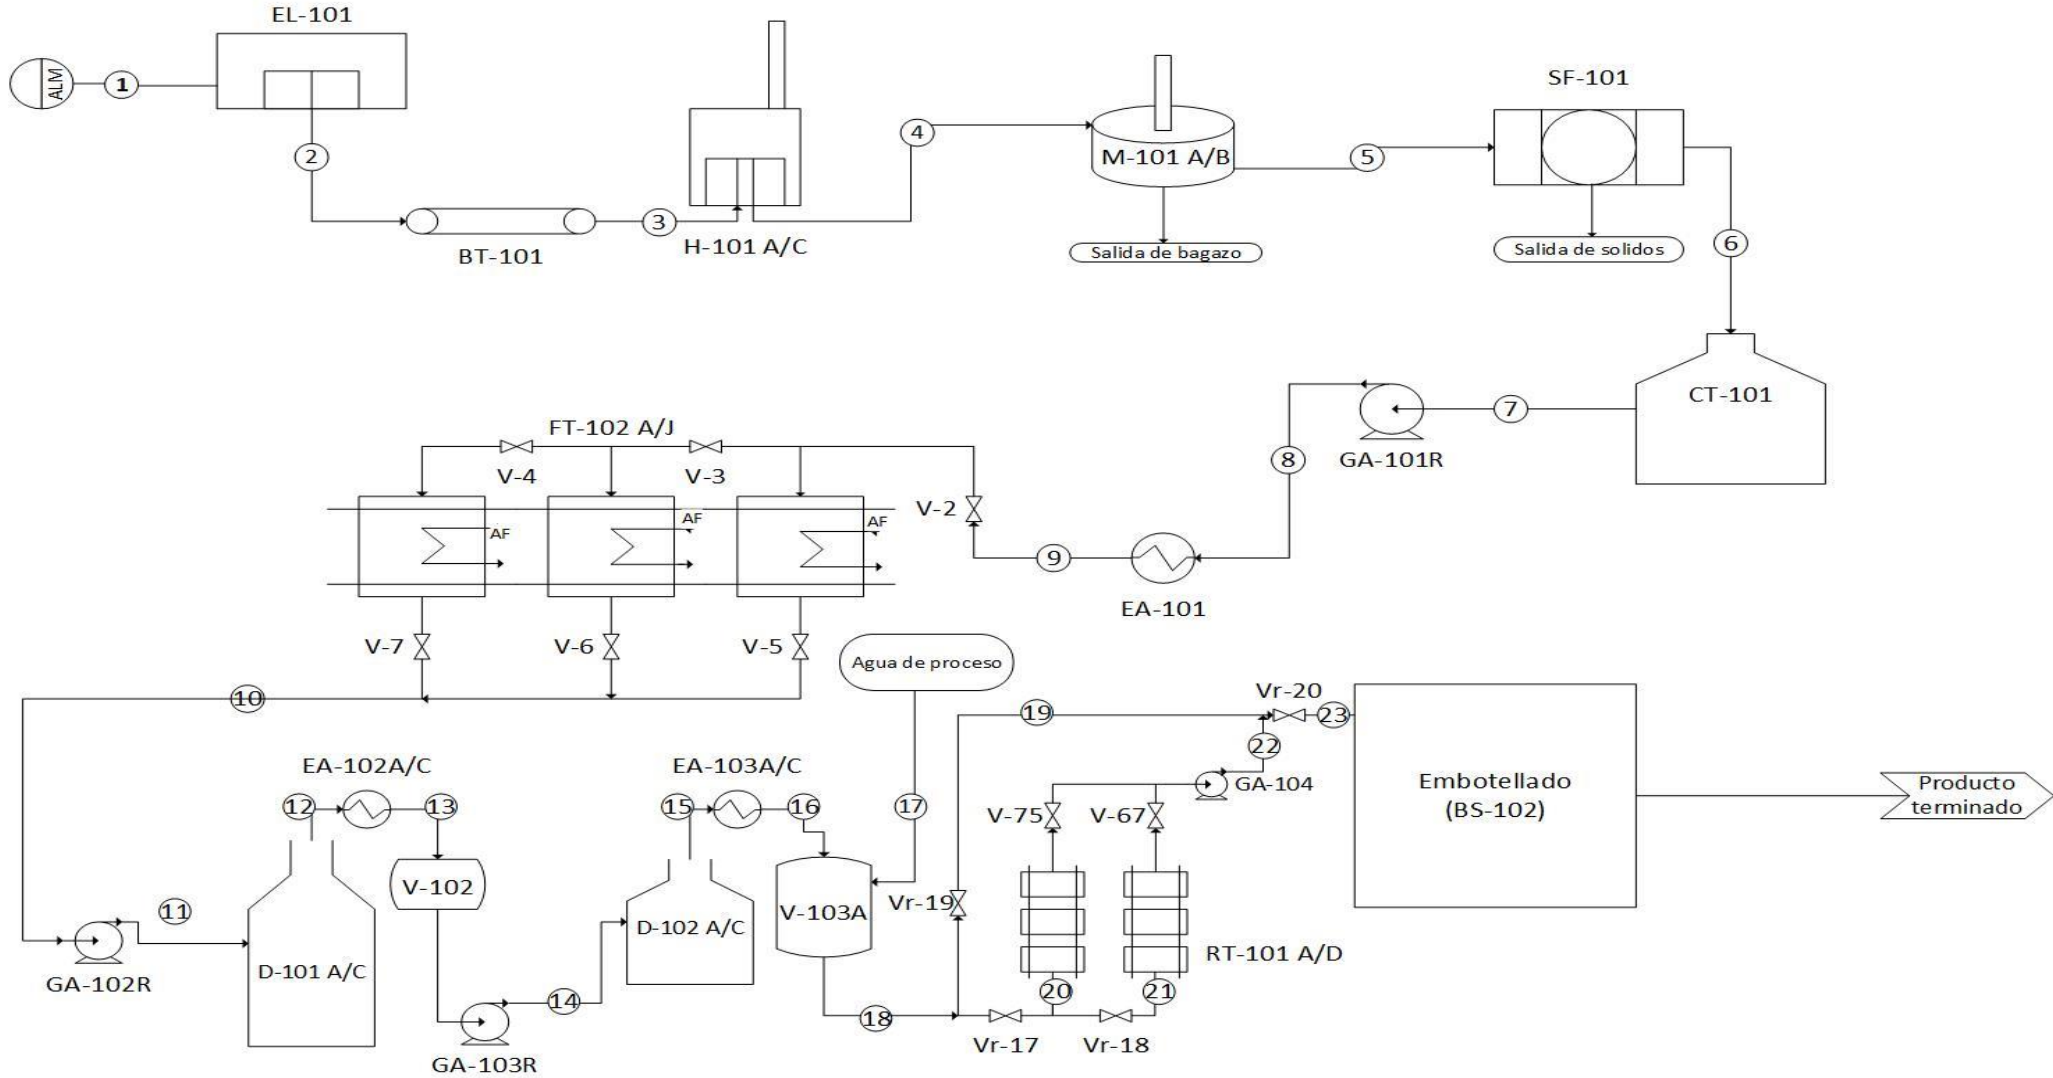 EL-101
ALM
1
2
BT-101
3
H-101 A/C
4
M-101 A/B
Salida de bagazo
5
SF-101
Salida de solidos
6
CT-101
7
GA-101R
8
EA-101
9
V-2
FT-102 A/J
V-4
V-3
AF
AF
AF
V-7
V-6
V-5
10
GA-102R
11
D-101 A/C
12
EA-102A/C
13
V-102
GA-103R
14
D-102 A/C
15
EA-103A/C
16
Agua de proceso
17
V-103A
18
Vr-19
19
Vr-17
Vr-18
20
21
RT-101 A/D
V-75
V-67
GA-104
22
Vr-20
23
Embotellado
(BS-102)
Producto
terminado